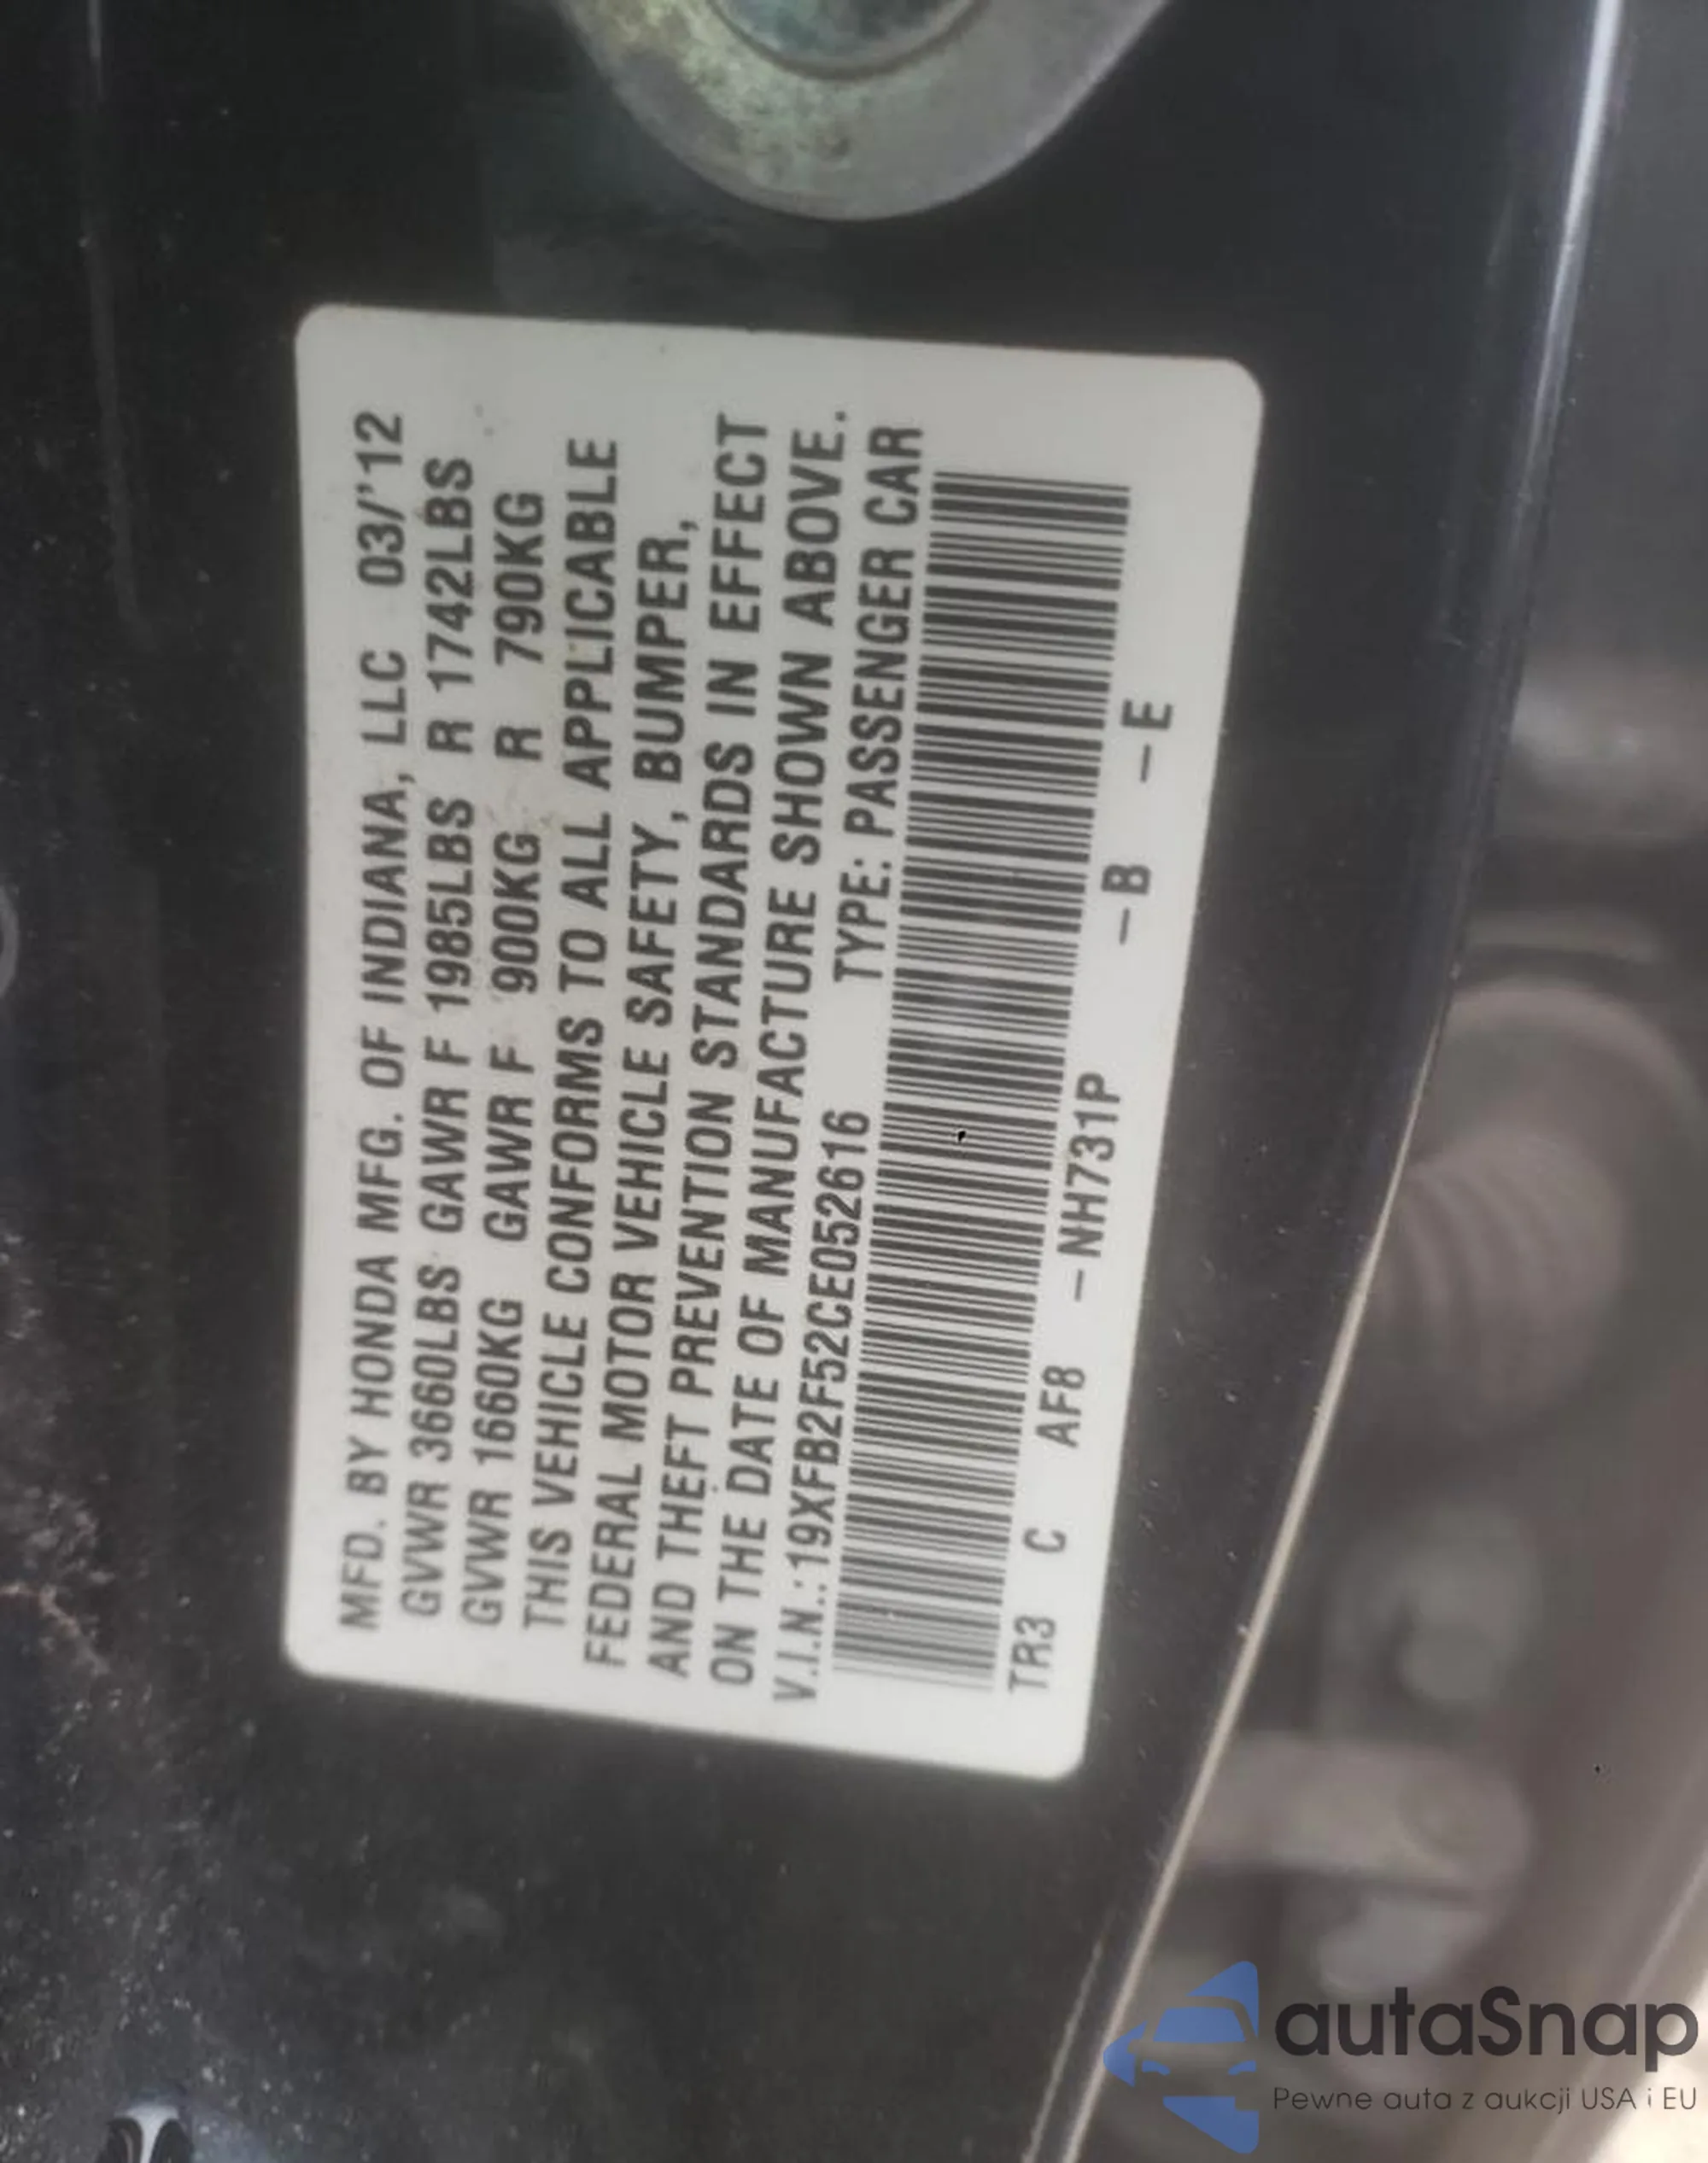 MFD. BY HONDA MFG. OF INDIANA, LLC 03/'12
GVWR 3660LBS GAWR F 1985LBS R 1742LBS
GVWR 1660KG GAWR F 900KG R 790KG
THIS VEHICLE CONFORMS TO ALL APPLICABLE
FEDERAL MOTOR VEHICLE SAFETY, BUMPER,
AND THEFT PREVENTION STANDARDS IN EFFECT
ON THE DATE OF MANUFACTURE SHOWN ABOVE.
V.I.N.: 19XFB2F52CE052616 TYPE: PASSENGER CAR
TR3 C AF8 -NH731P -B -E
autaSnap
Pewne auta z aukcji USA i EU